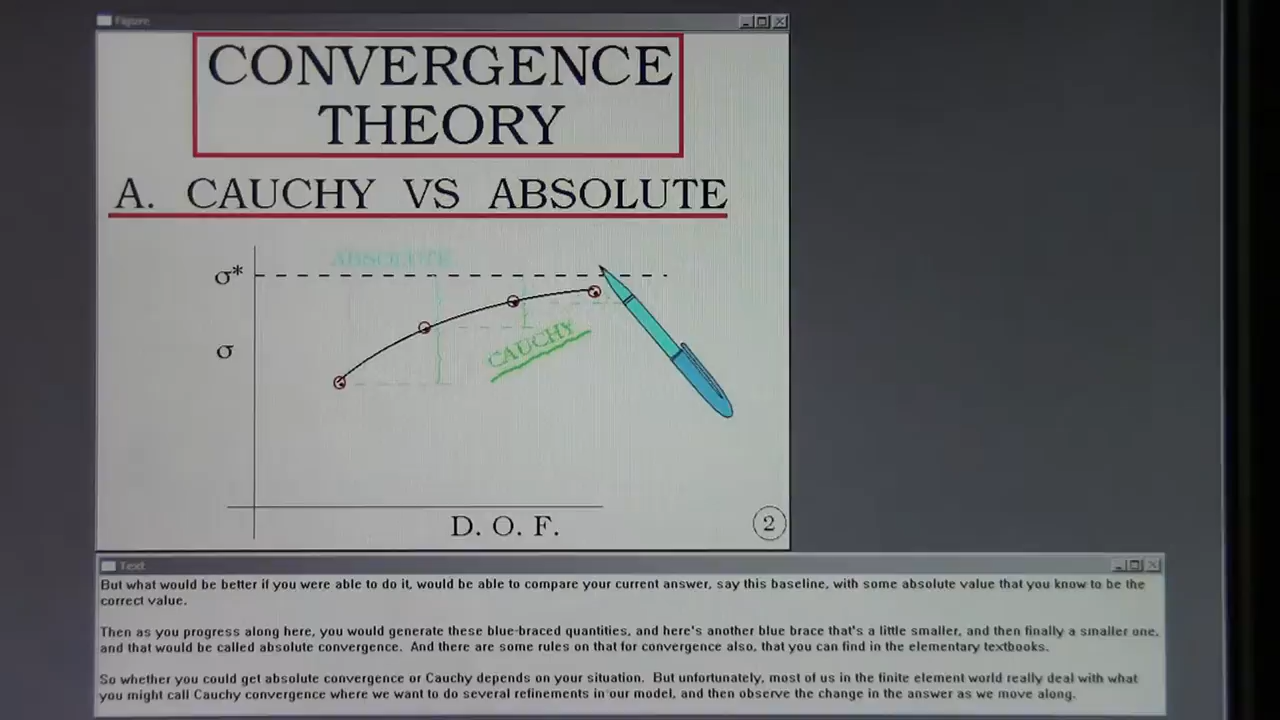 Figure
CONVERGENCE
THEORY
A. CAUCHY VS ABSOLUTE
ABSOLUTE
σ*
CAUCHY
σ
D. O. F.
2
Text
But what would be better if you were able to do it, would be able to compare your current answer, say this baseline, with some absolute value that you know to be the
correct value.
Then as you progress along here, you would generate these blue-braced quantities, and here's another blue brace that's a little smaller, and then finally a smaller one,
and that would be called absolute convergence. And there are some rules on that for convergence also, that you can find in the elementary textbooks.
So whether you could get absolute convergence or Cauchy depends on your situation. But unfortunately, most of us in the finite element world really deal with what
you might call Cauchy convergence where we want to do several refinements in our model, and then observe the change in the answer as we move along.